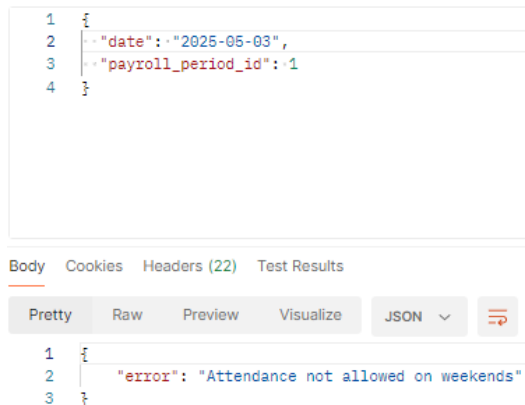 1 {
2 "date": "2025-05-03",
3 "payroll_period_id": 1
4 }
Body Cookies Headers (22) Test Results
Pretty Raw Preview Visualize JSON
1 {
2 "error": "Attendance not allowed on weekends"
3 }